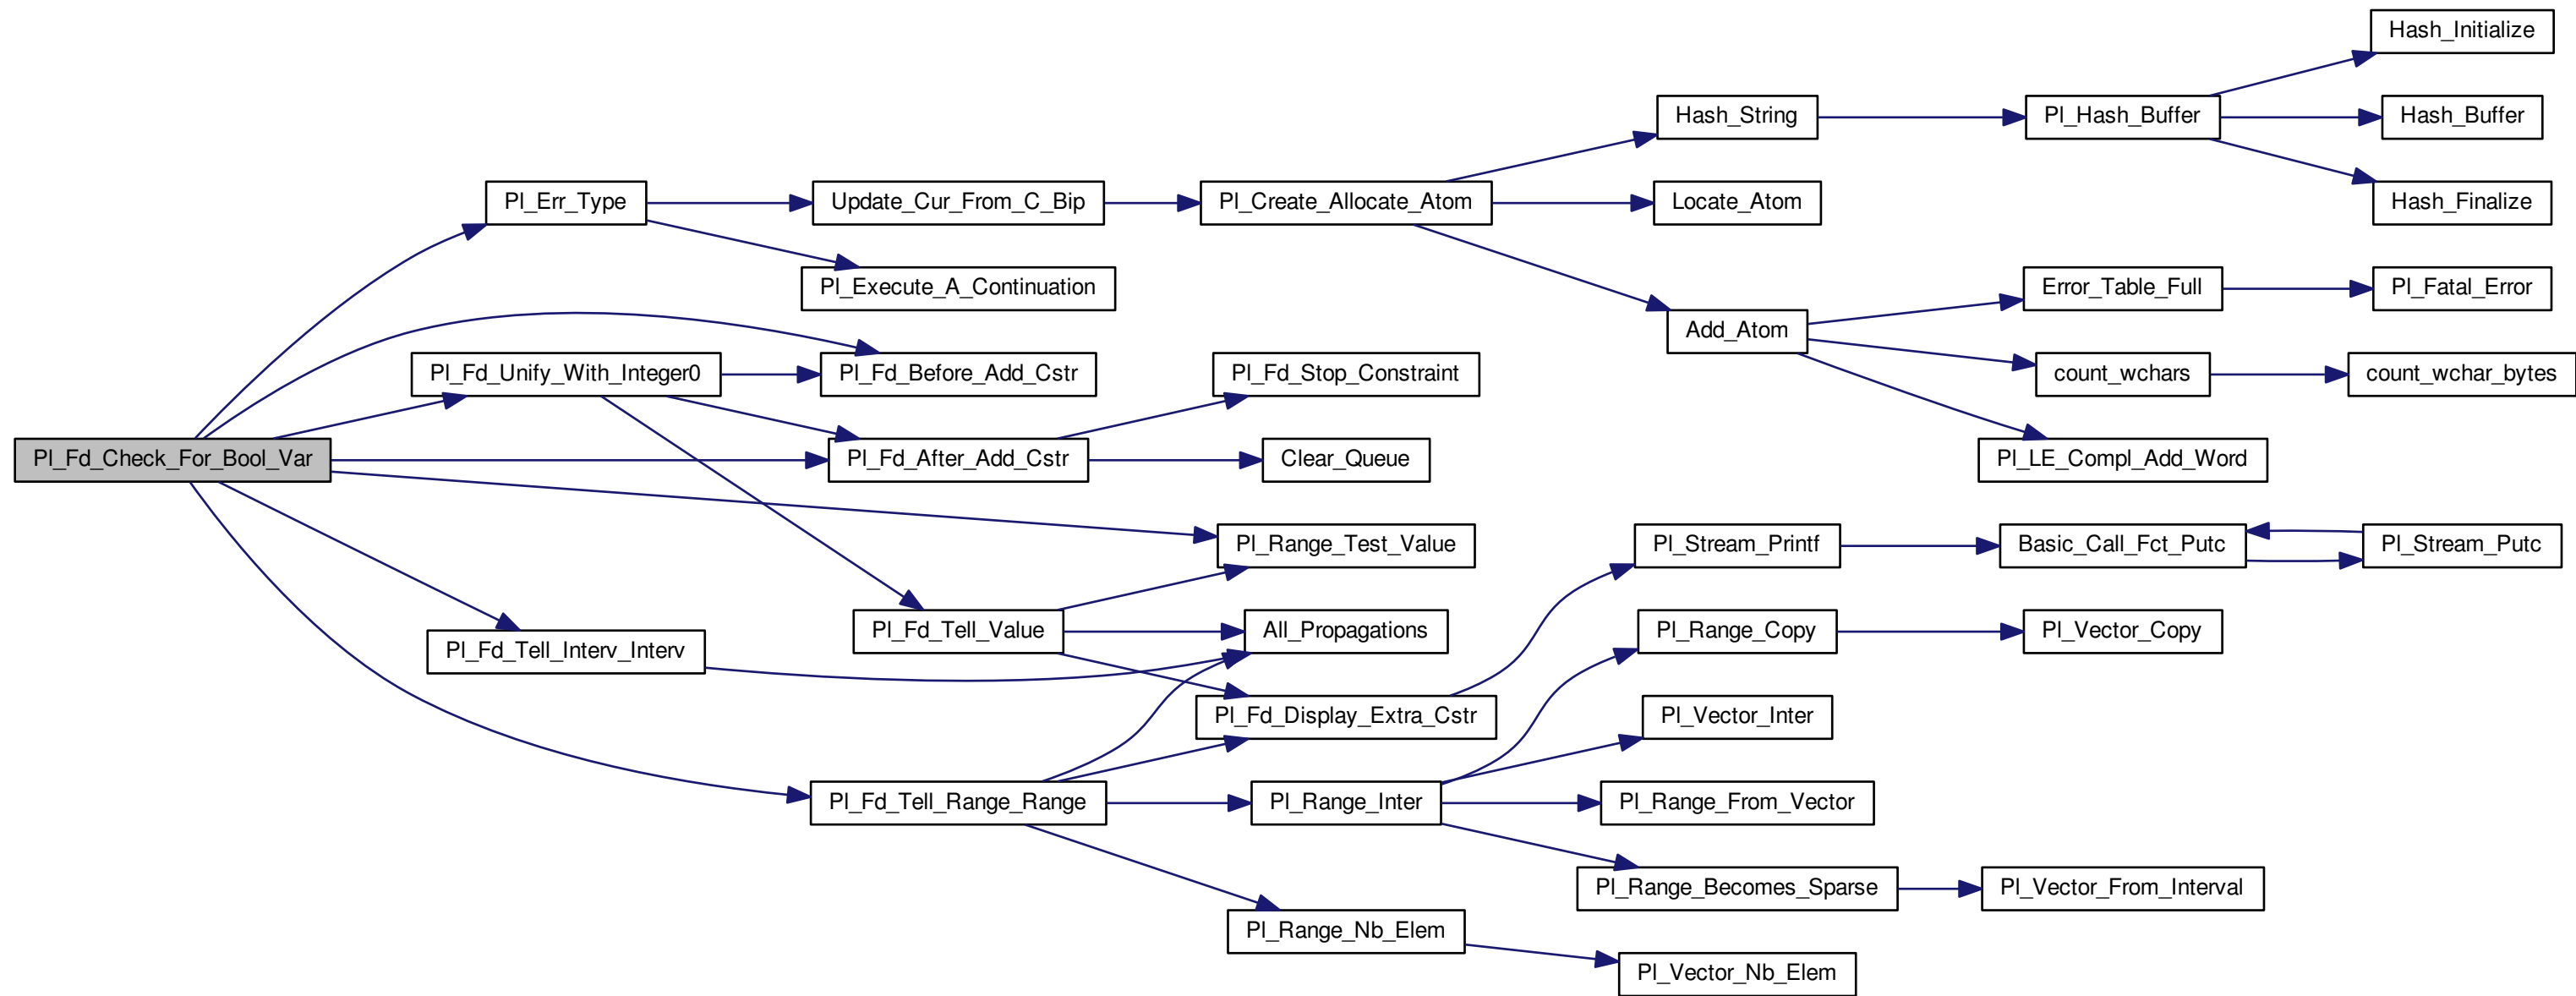 Hash_Initialize
Hash_String
Pl_Hash_Buffer
Hash_Buffer
Pl_Err_Type
Update_Cur_From_C_Bip
Pl_Create_Allocate_Atom
Locate_Atom
Hash_Finalize
Pl_Execute_A_Continuation
Error_Table_Full
Pl_Fatal_Error
Add_Atom
Pl_Fd_Unify_With_Integer0
Pl_Fd_Before_Add_Cstr
Pl_Fd_Stop_Constraint
count_wchars
count_wchar_bytes
Pl_Fd_Check_For_Bool_Var
Pl_Fd_After_Add_Cstr
Clear_Queue
Pl_LE_Compl_Add_Word
Pl_Range_Test_Value
Pl_Stream_Printf
Basic_Call_Fct_Putc
Pl_Stream_Putc
Pl_Fd_Tell_Value
All_Propagations
Pl_Range_Copy
Pl_Vector_Copy
Pl_Fd_Tell_Interv_Interv
Pl_Fd_Display_Extra_Cstr
Pl_Vector_Inter
Pl_Fd_Tell_Range_Range
Pl_Range_Inter
Pl_Range_From_Vector
Pl_Range_Becomes_Sparse
Pl_Vector_From_Interval
Pl_Range_Nb_Elem
Pl_Vector_Nb_Elem